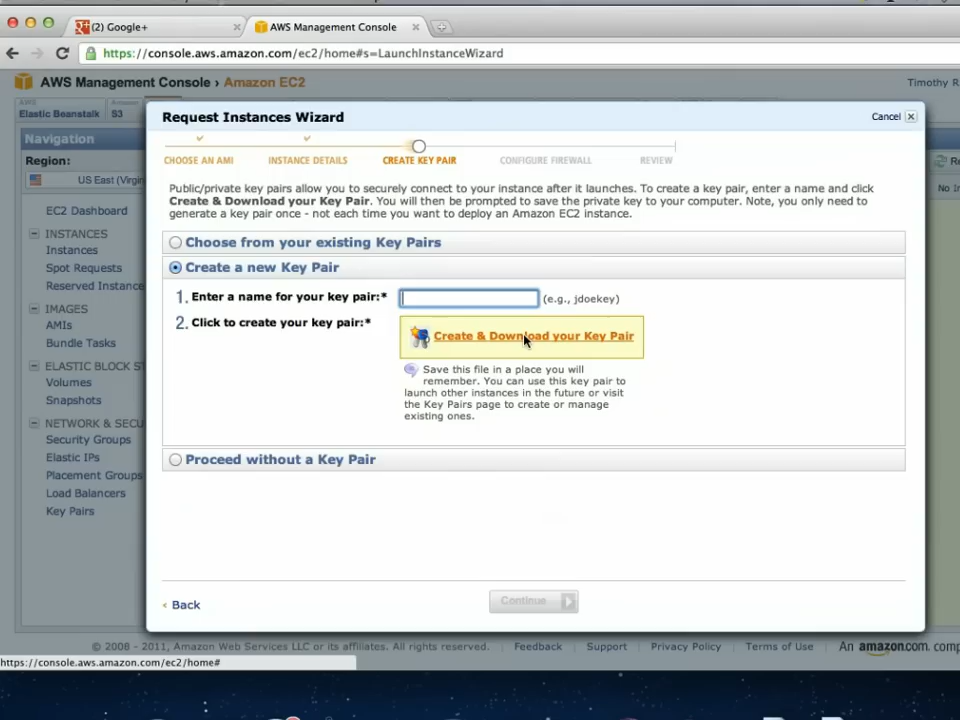 (2) Google+
AWS Management Console
https://console.aws.amazon.com/ec2/home#s=LaunchInstanceWizard
AWS Management Console › Amazon EC2
Timothy R.
AWS
Elastic Beanstalk
Amazon
S3
Navigation
Region:
US East (Virgin
EC2 Dashboard
INSTANCES
Instances
Spot Requests
Reserved Instance
IMAGES
AMIs
Bundle Tasks
ELASTIC BLOCK ST
Volumes
Snapshots
NETWORK & SECU
Security Groups
Elastic IPs
Placement Groups
Load Balancers
Key Pairs
Request Instances Wizard
Cancel
CHOOSE AN AMI
INSTANCE DETAILS
CREATE KEY PAIR
CONFIGURE FIREWALL
REVIEW
Public/private key pairs allow you to securely connect to your instance after it launches. To create a key pair, enter a name and click
Create & Download your Key Pair. You will then be prompted to save the private key to your computer. Note, you only need to
generate a key pair once - not each time you want to deploy an Amazon EC2 instance.
Choose from your existing Key Pairs
Create a new Key Pair
1. Enter a name for your key pair:*
(e.g., jdoekey)
2. Click to create your key pair:*
Create & Download your Key Pair
Save this file in a place you will
remember. You can use this key pair to
launch other instances in the future or visit
the Key Pairs page to create or manage
existing ones.
Proceed without a Key Pair
Back
Continue
© 2008 - 2011, Amazon Web Services LLC or its affiliates. All rights reserved.
Feedback
Support
Privacy Policy
Terms of Use
An amazon.com. comp
https://console.aws.amazon.com/ec2/home#